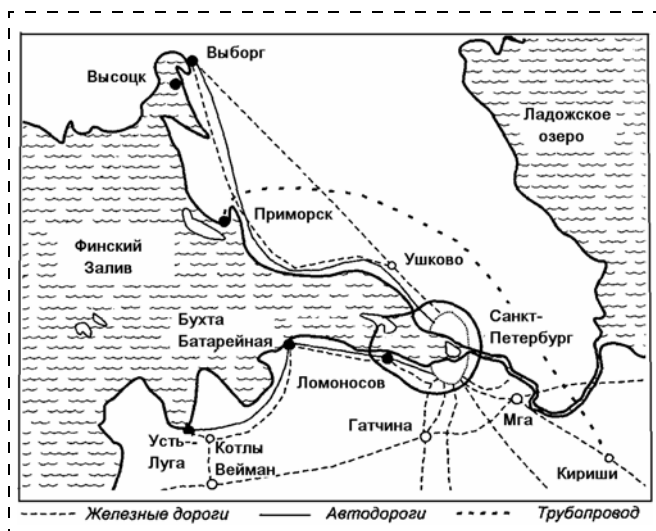 Выборг
Высоцк
Ладожское
озеро
Приморск
Финский
Залив
Ушково
Бухта
Батарейная
Санкт-
Петербург
Ломоносов
Усть
Луга
Котлы
Вейман
Гатчина
Мга
Кириши
Железные дороги
Автодороги
Трубопровод